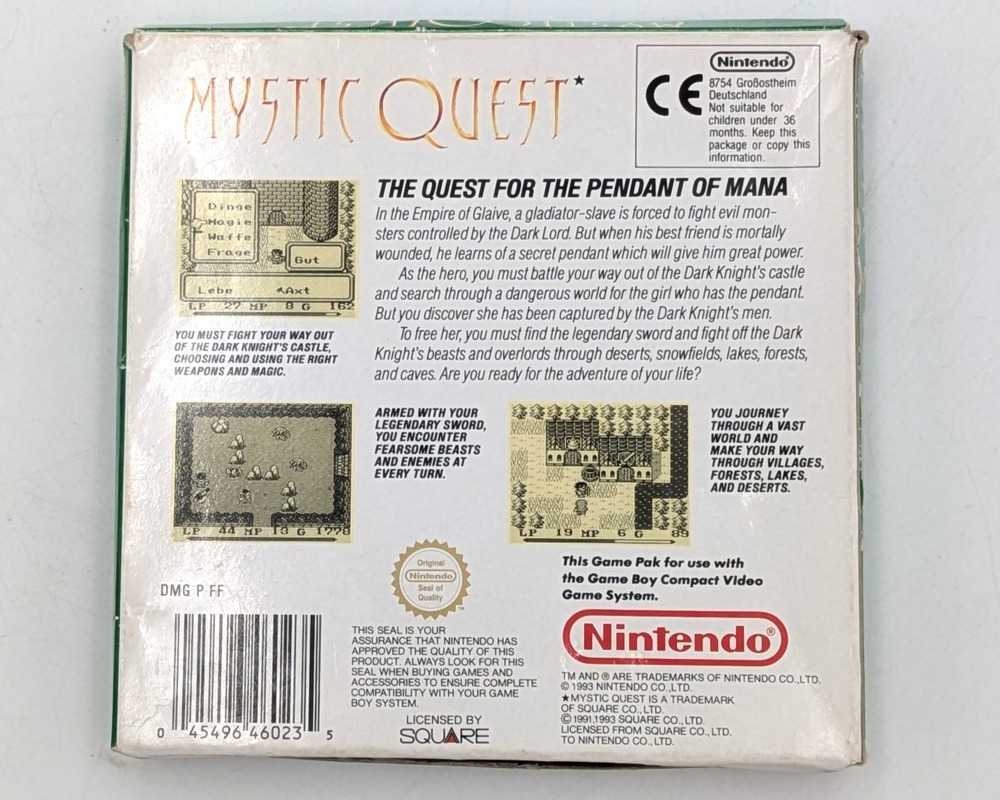 MYSTIC QUEST★
CE
Nintendo®
8754 Großostheim
Deutschland
Not suitable for
children under 36
months. Keep this
package or copy this
information.
THE QUEST FOR THE PENDANT OF MANA
In the Empire of Glaive, a gladiator-slave is forced to fight evil mon-
sters controlled by the Dark Lord. But when his best friend is mortally
wounded, he learns of a secret pendant which will give him great power.
As the hero, you must battle your way out of the Dark Knight's castle
and search through a dangerous world for the girl who has the pendant.
But you discover she has been captured by the Dark Knight's men.
To free her, you must find the legendary sword and fight off the Dark
Knight's beasts and overlords through deserts, snowfields, lakes, forests,
and caves. Are you ready for the adventure of your life?
Dinge
Magie
Waffe
Frage
Gut
Lebe Axt
LP 27 MP 8 G 162
YOU MUST FIGHT YOUR WAY OUT
OF THE DARK KNIGHT'S CASTLE,
CHOOSING AND USING THE RIGHT
WEAPONS AND MAGIC.
LP 44 MP 13 G 1778
ARMED WITH YOUR
LEGENDARY SWORD,
YOU ENCOUNTER
FEARSOME BEASTS
AND ENEMIES AT
EVERY TURN.
LP 19 MP 6 G 89
YOU JOURNEY
THROUGH A VAST
WORLD AND
MAKE YOUR WAY
THROUGH VILLAGES,
FORESTS, LAKES,
AND DESERTS.
DMG P FF
Original
Nintendo
Seal of
Quality
This Game Pak for use with
the Game Boy Compact Video
Game System.
Nintendo®
0 45496 46023 5
THIS SEAL IS YOUR
ASSURANCE THAT NINTENDO HAS
APPROVED THE QUALITY OF THIS
PRODUCT. ALWAYS LOOK FOR THIS
SEAL WHEN BUYING GAMES AND
ACCESSORIES TO ENSURE COMPLETE
COMPATIBILITY WITH YOUR GAME
BOY SYSTEM.
LICENSED BY
SQUARE
TM AND ® ARE TRADEMARKS OF NINTENDO CO.,LTD.
© 1993 NINTENDO CO.,LTD.
★MYSTIC QUEST IS A TRADEMARK
OF SQUARE CO., LTD.
© 1991,1993 SQUARE CO., LTD.
LICENSED FROM SQUARE CO., LTD.
TO NINTENDO CO., LTD.